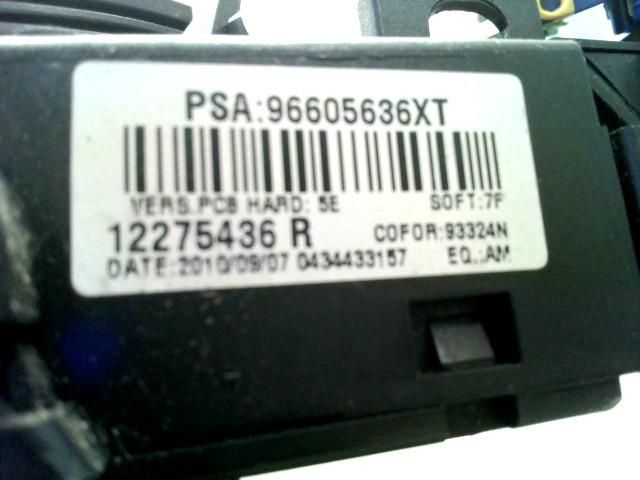 PSA:96605636XT
VERS.PCB HARD: 5E SOFT:7F
12275436 R COFOR:93324N
DATE:2010/09/07 0434433157 EQ.:AM